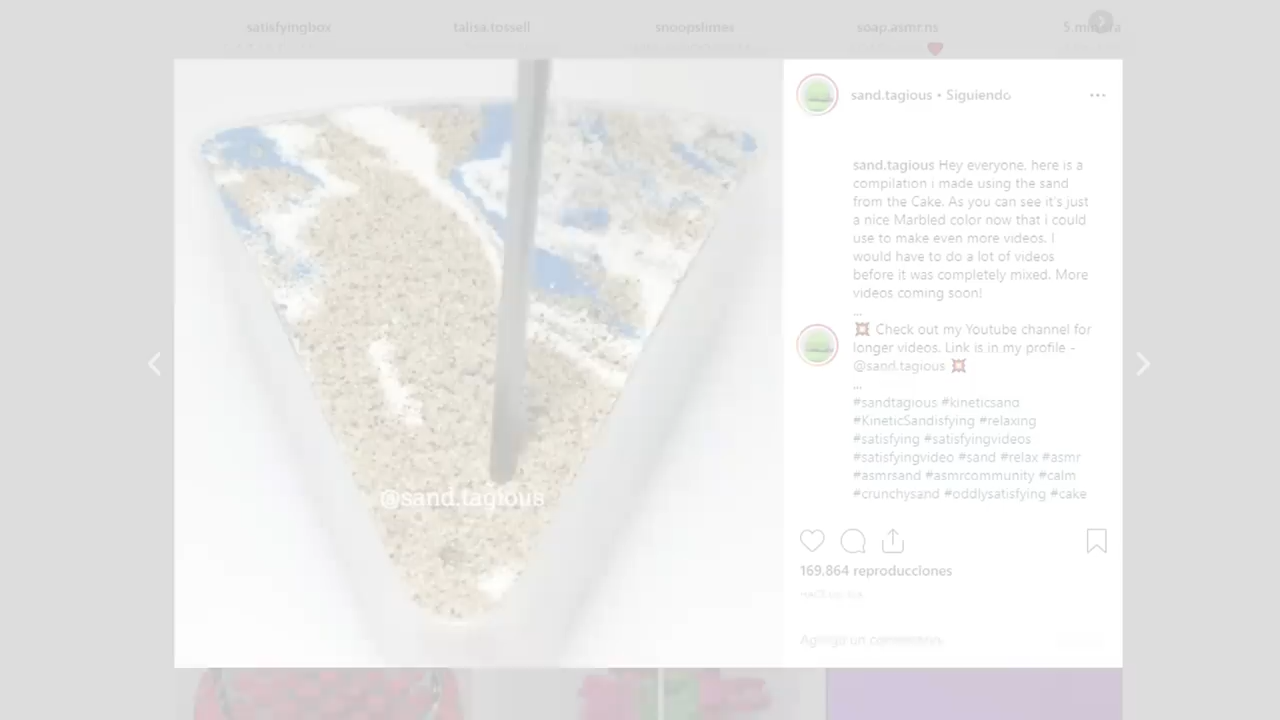 satisfyingbox talisa.tossell snoopslimes soap.asmr.ns
sand.tagious • Siguiendo
sand.tagious Hey everyone, here is a
compilation i made using the sand
from the Cake. As you can see it's just
a nice Marbled color now that i could
use to make even more videos. I
would have to do a lot of videos
before it was completely mixed. More
videos coming soon!
...
💢 Check out my Youtube channel for
longer videos. Link is in my profile -
@sand.tagious 💢
...
#sandtagious #kineticsand
#KineticSandisfying #relaxing
#satisfying #satisfyingvideos
#satisfyingvideo #sand #relax #asmr
#asmrsand #asmrcommunity #calm
#crunchysand #oddlysatisfying #cake
@sand.tagious
169.864 reproducciones
Agrega un comentario